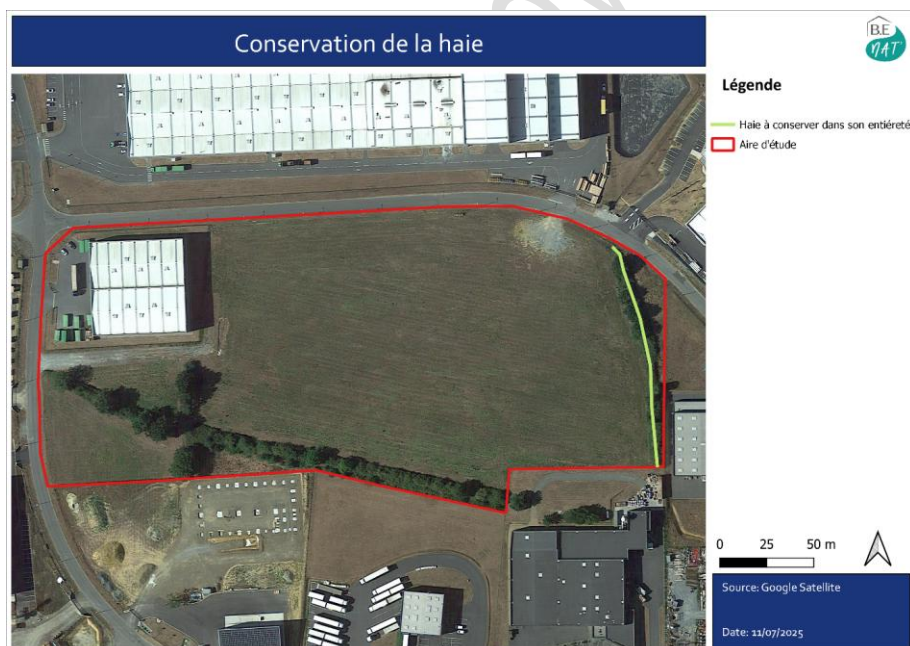 Conservation de la haie
B.E
NAT
Légende
Haie à conserver dans son entiéreté
Aire d'étude
0 25 50 m
Source: Google Satellite
Date: 11/07/2025